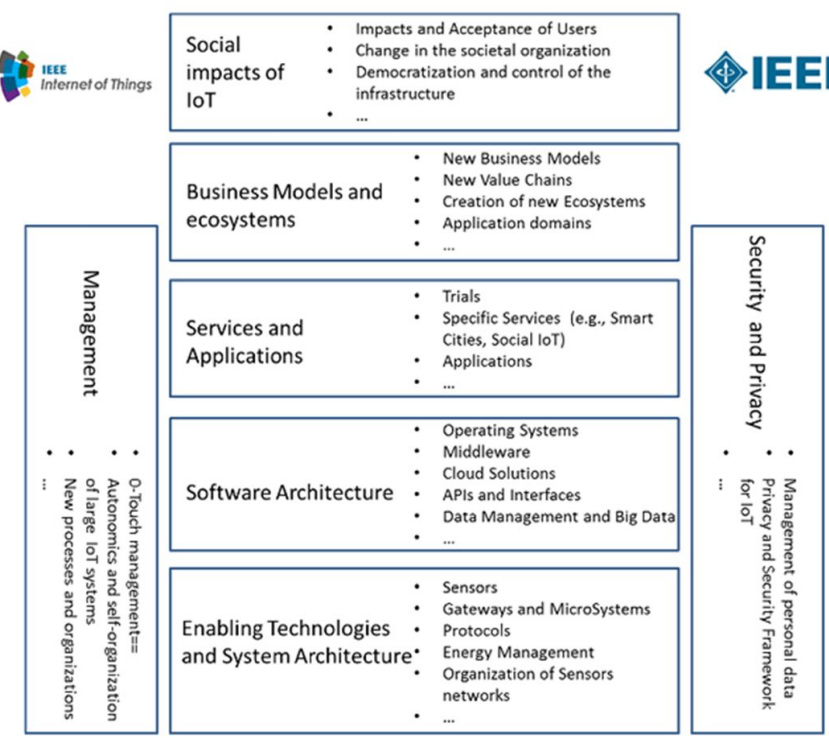 IEEE
Internet of Things
IEEE
Social
impacts of
IoT
• Impacts and Acceptance of Users
• Change in the societal organization
• Democratization and control of the
infrastructure
• ...
Business Models and
ecosystems
• New Business Models
• New Value Chains
• Creation of new Ecosystems
• Application domains
• ...
Services and
Applications
• Trials
• Specific Services (e.g., Smart
Cities, Social IoT)
• Applications
• ...
Software Architecture
• Operating Systems
• Middleware
• Cloud Solutions
• APIs and Interfaces
• Data Management and Big Data
• ...
Enabling Technologies
and System Architecture
• Sensors
• Gateways and MicroSystems
• Protocols
• Energy Management
• Organization of Sensors
networks
• ...
Management
• 0-Touch management==
• Autonomics and self-organization
of large IoT systems
• New processes and organizations
• ...
Security and Privacy
• Management of personal data
• Privacy and Security Framework
for IoT
• ...